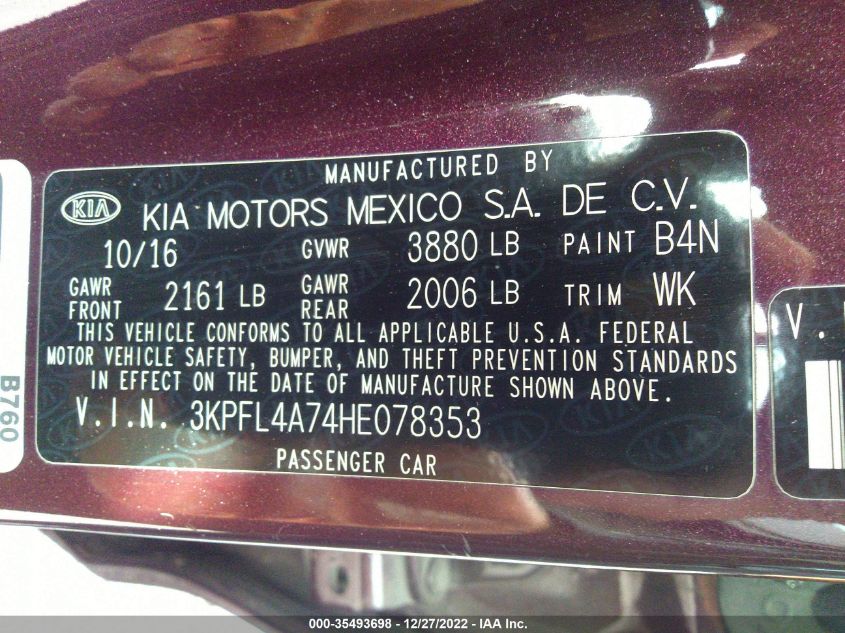 MANUFACTURED BY
KIA KIA MOTORS MEXICO S.A. DE C.V.
10/16 GVWR 3880 LB PAINT B4N
GAWR FRONT 2161 LB GAWR REAR 2006 LB TRIM WK
THIS VEHICLE CONFORMS TO ALL APPLICABLE U.S.A. FEDERAL
MOTOR VEHICLE SAFETY, BUMPER, AND THEFT PREVENTION STANDARDS
IN EFFECT ON THE DATE OF MANUFACTURE SHOWN ABOVE.
V.I.N. 3KPFL4A74HE078353
PASSENGER CAR
B760
V.
000-35493698 - 12/27/2022 - IAA Inc.